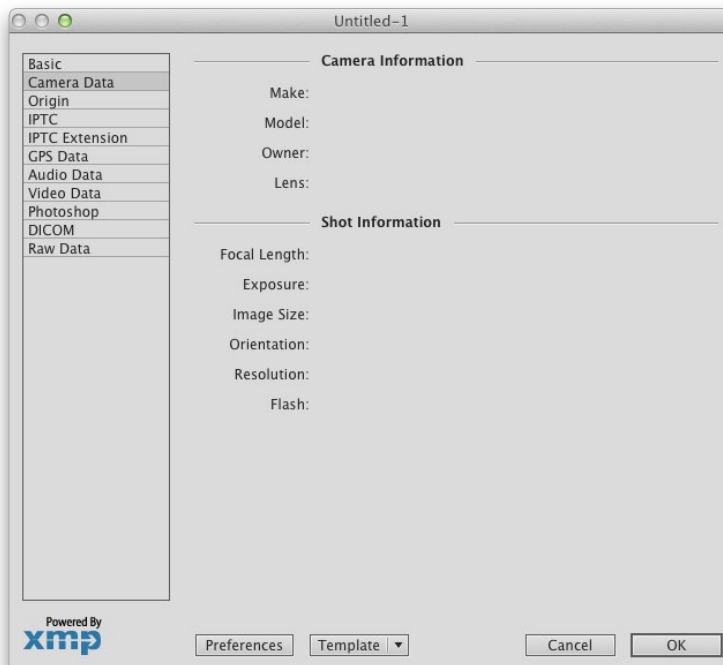 Untitled-1
Basic
Camera Data
Origin
IPTC
IPTC Extension
GPS Data
Audio Data
Video Data
Photoshop
DICOM
Raw Data
Camera Information
Make:
Model:
Owner:
Lens:
Shot Information
Focal Length:
Exposure:
Image Size:
Orientation:
Resolution:
Flash:
Powered By
xmp
Preferences
Template
Cancel
OK